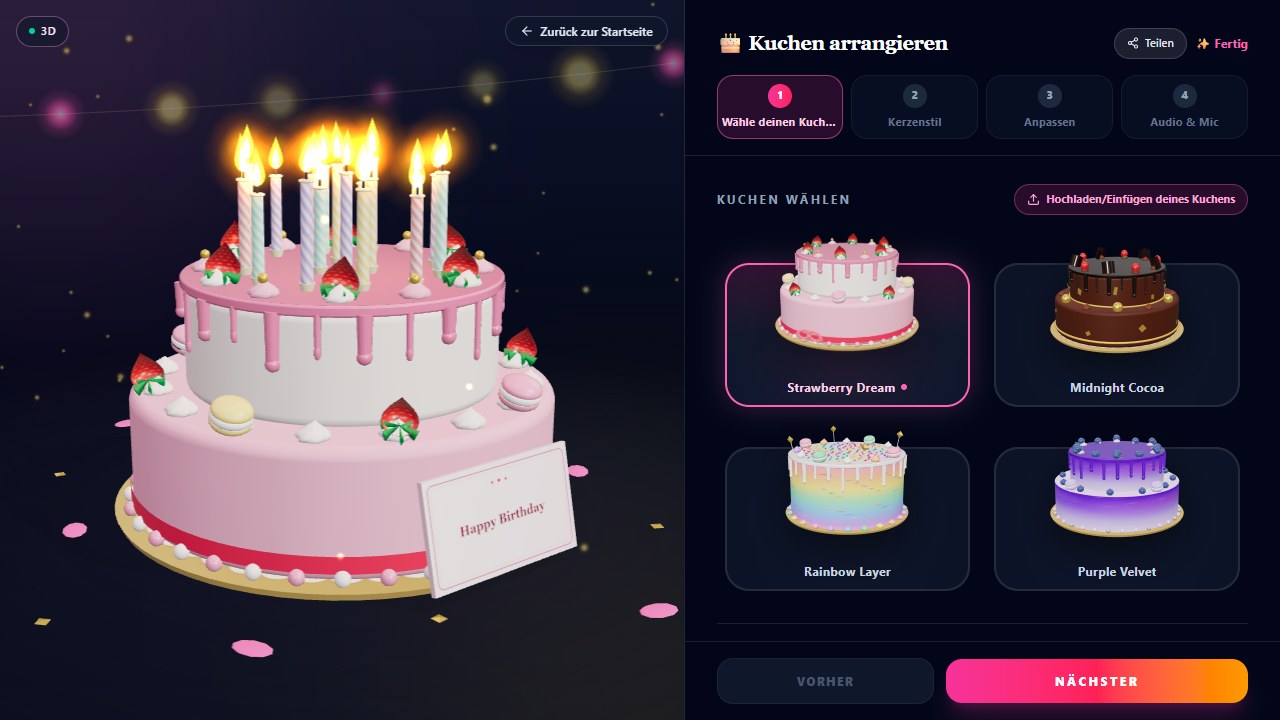 3D
Zurück zur Startseite
Happy Birthday
Kuchen arrangieren
Teilen
Fertig
1
Wähle deinen Kuch...
2
Kerzenstil
3
Anpassen
4
Audio & Mic
KUCHEN WÄHLEN
Hochladen/Einfügen deines Kuchens
Strawberry Dream
Midnight Cocoa
Rainbow Layer
Purple Velvet
VORHER
NÄCHSTER